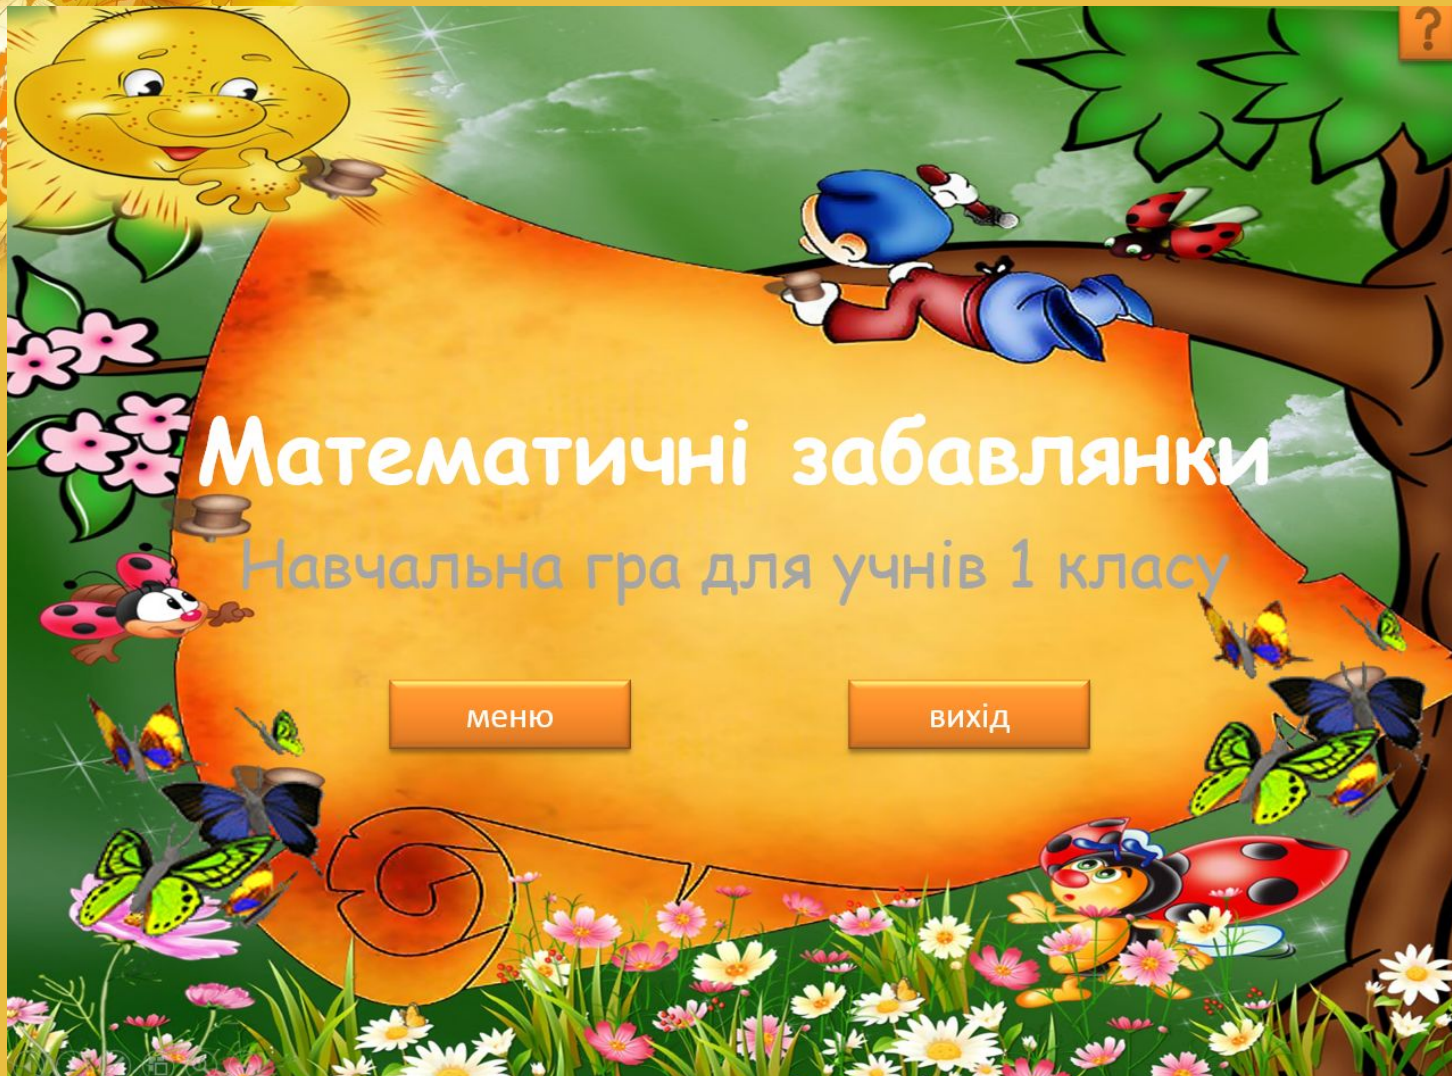 ?
Математичні забавлянки
Навчальна гра для учнів 1 класу
меню
вихід